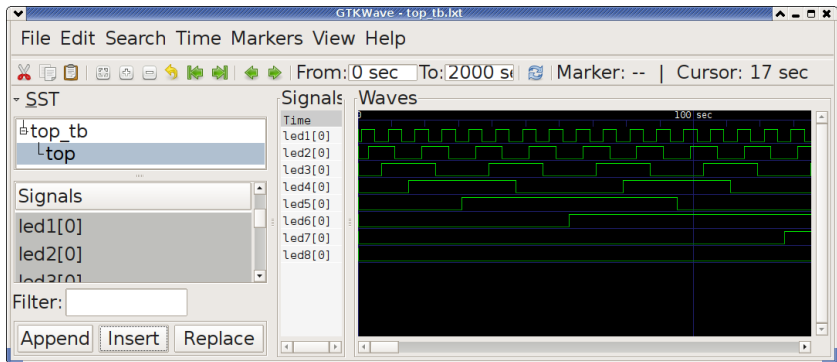 GTKWave - top_tb.lxt
File Edit Search Time Markers View Help
From: 0 sec To: 2000 s Marker: -- | Cursor: 17 sec
SST
top_tb
top
Signals
led1[0]
led2[0]
led3[0]
Filter:
Append Insert Replace
Signals
Time
led1[0]
led2[0]
led3[0]
led4[0]
led5[0]
led6[0]
led7[0]
led8[0]
Waves
0 100 sec